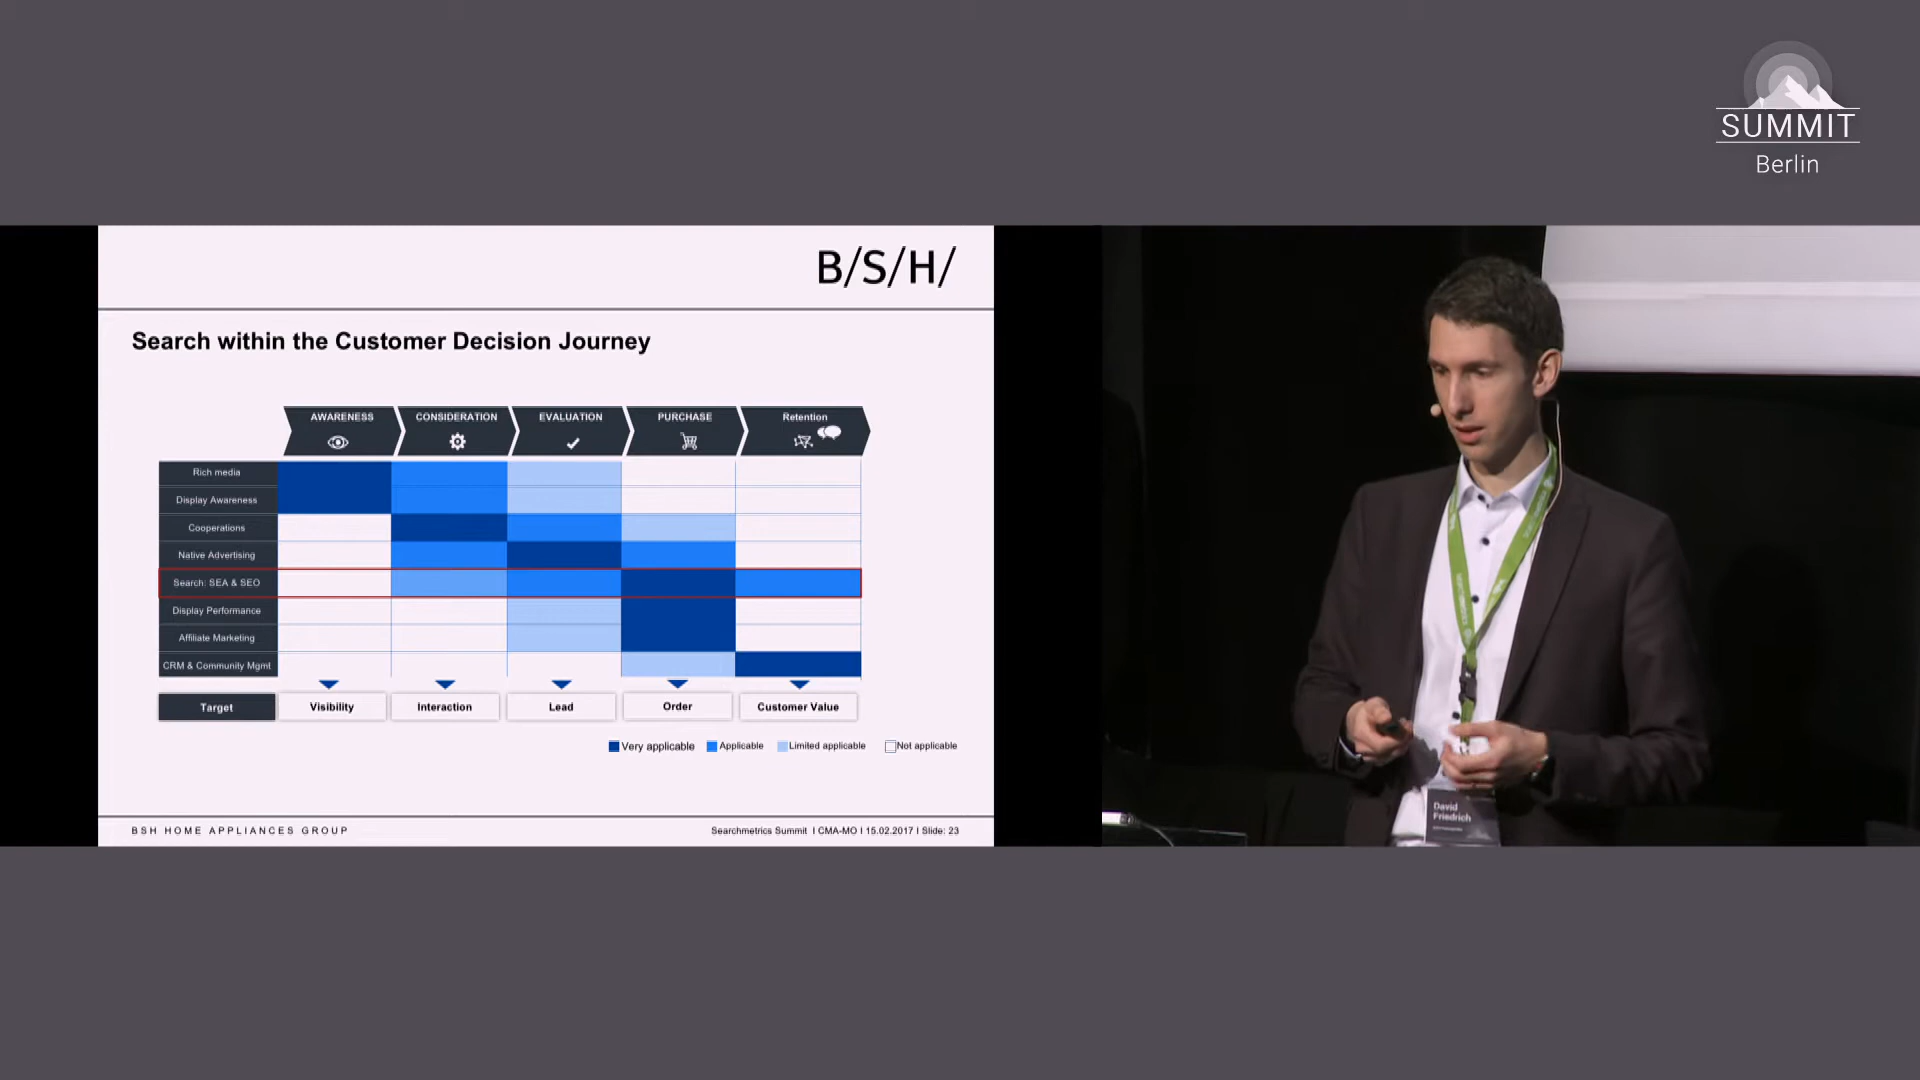 SUMMIT
Berlin
B/S/H/
Search within the Customer Decision Journey
AWARENESS CONSIDERATION EVALUATION PURCHASE Retention
Rich media
Display Awareness
Cooperations
Native Advertising
Search: SEA & SEO
Display Performance
Affiliate Marketing
CRM & Community Mgmt
Target Visibility Interaction Lead Order Customer Value
Very applicable Applicable Limited applicable Not applicable
BSH HOME APPLIANCES GROUP
Searchmetrics Summit I CMA-MO I 15.02.2017 I Slide: 23
David
Friedrich